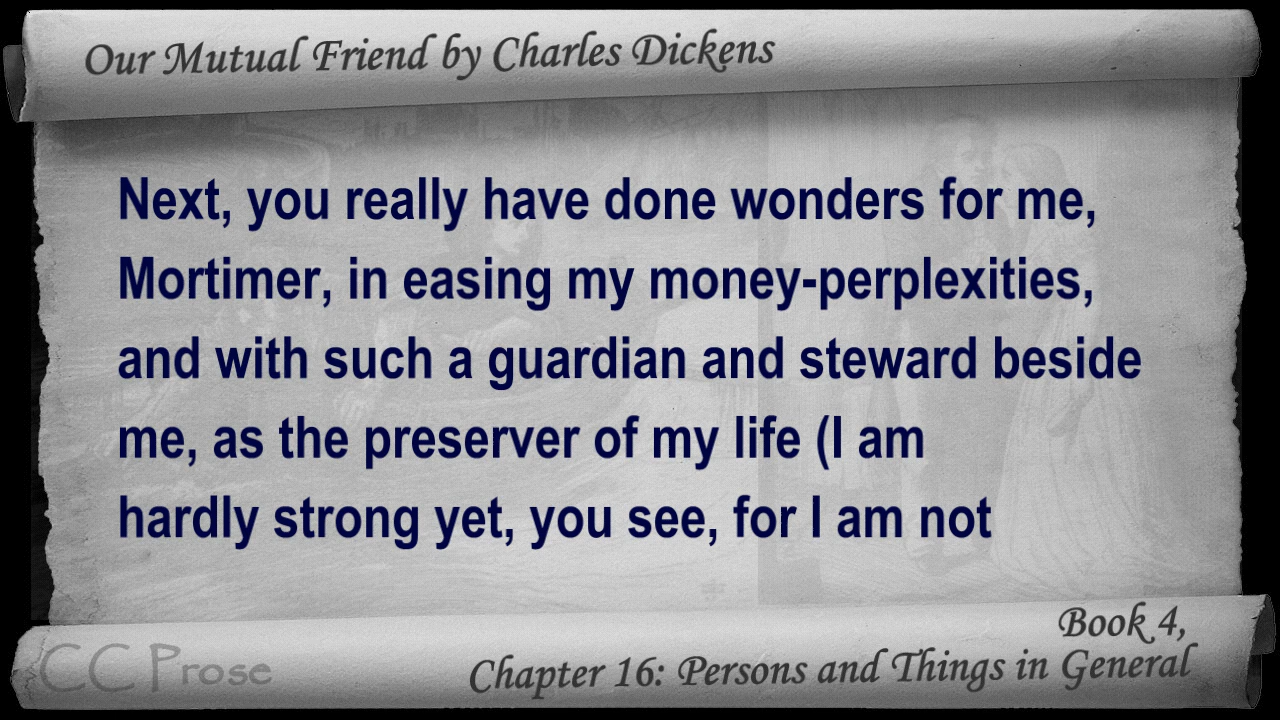 Our Mutual Friend by Charles Dickens
Next, you really have done wonders for me,
Mortimer, in easing my money-perplexities,
and with such a guardian and steward beside
me, as the preserver of my life (I am
hardly strong yet, you see, for I am not
Book 4,
CC Prose
Chapter 16: Persons and Things in General